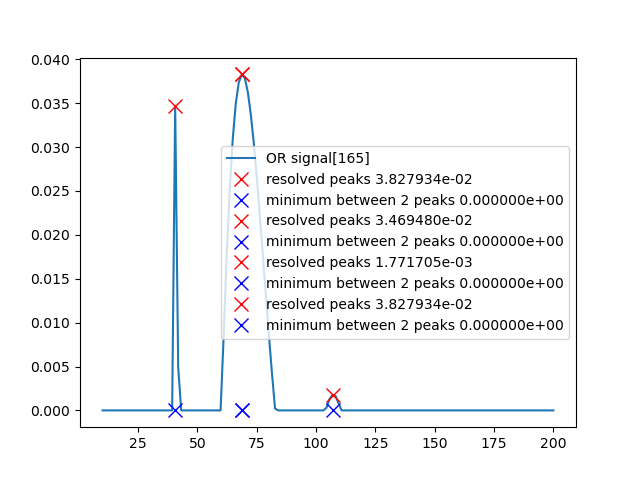 0.040
0.035
0.030
0.025
0.020
0.015
0.010
0.005
0.000
OR signal[165]
resolved peaks 3.827934e-02
minimum between 2 peaks 0.000000e+00
resolved peaks 3.469480e-02
minimum between 2 peaks 0.000000e+00
resolved peaks 1.771705e-03
minimum between 2 peaks 0.000000e+00
resolved peaks 3.827934e-02
minimum between 2 peaks 0.000000e+00
25 50 75 100 125 150 175 200